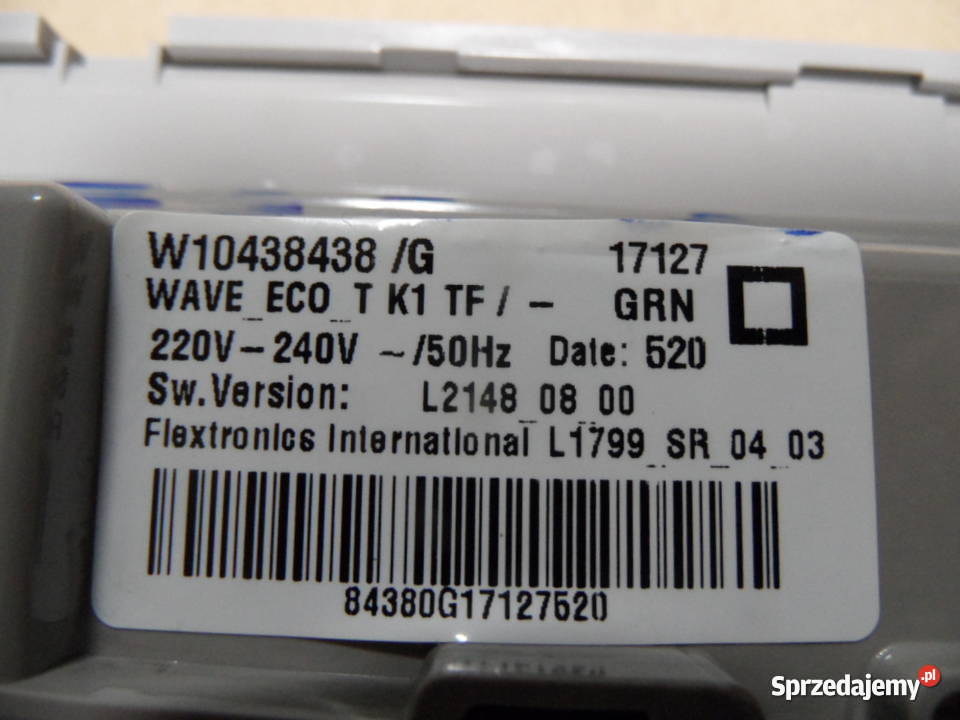 W10438438 /G 17127
WAVE_ECO_T K1 TF / – GRN
220V – 240V ~ /50Hz Date: 520
Sw.Version: L2148_08_00
Flextronics International L1799_SR_04_03
84380G17127520
Sprzedajemy.pl